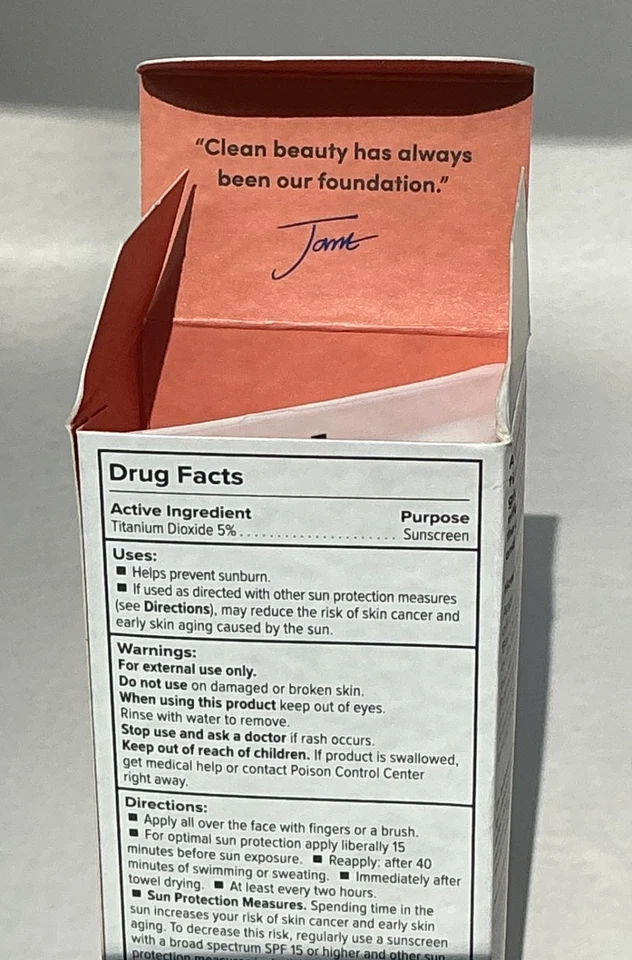 “Clean beauty has always
been our foundation.”
Jane
Drug Facts
Active Ingredient Purpose
Titanium Dioxide 5%........................ Sunscreen
Uses:
■ Helps prevent sunburn.
■ If used as directed with other sun protection measures
(see Directions), may reduce the risk of skin cancer and
early skin aging caused by the sun.
Warnings:
For external use only.
Do not use on damaged or broken skin.
When using this product keep out of eyes.
Rinse with water to remove.
Stop use and ask a doctor if rash occurs.
Keep out of reach of children. If product is swallowed,
get medical help or contact Poison Control Center
right away.
Directions:
■ Apply all over the face with fingers or a brush.
■ For optimal sun protection apply liberally 15
minutes before sun exposure. ■ Reapply: after 40
minutes of swimming or sweating. ■ Immediately after
towel drying. ■ At least every two hours.
■ Sun Protection Measures. Spending time in the
sun increases your risk of skin cancer and early skin
aging. To decrease this risk, regularly use a sunscreen
with a broad spectrum SPF 15 or higher and other sun
protection